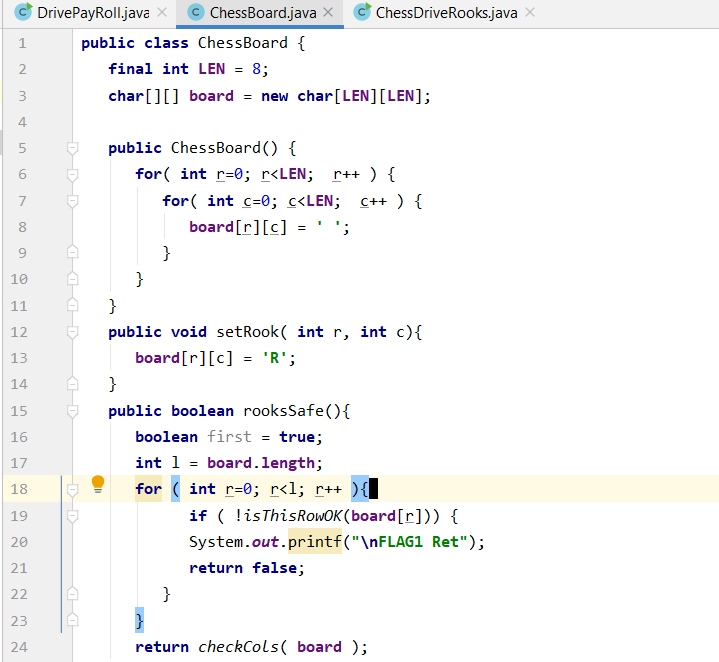 DrivePayRoll.java × ChessBoard.java × ChessDriveRooks.java ×
1 public class ChessBoard {
2 final int LEN = 8;
3 char[][] board = new char[LEN][LEN];
4
5 public ChessBoard() {
6 for( int r=0; r<LEN;  r++ ) {
7 for( int c=0; c<LEN;  c++ ) {
8 board[r][c] = ' ';
9 }
10 }
11 }
12 public void setRook( int r, int c){
13 board[r][c] = 'R';
14 }
15 public boolean rooksSafe(){
16 boolean first = true;
17 int l = board.length;
18 for ( int r=0; r<l; r++ ){
19 if ( !isThisRowOK(board[r])) {
20 System.out.printf("\nFLAG1 Ret");
21 return false;
22 }
23 }
24 return checkCols( board );